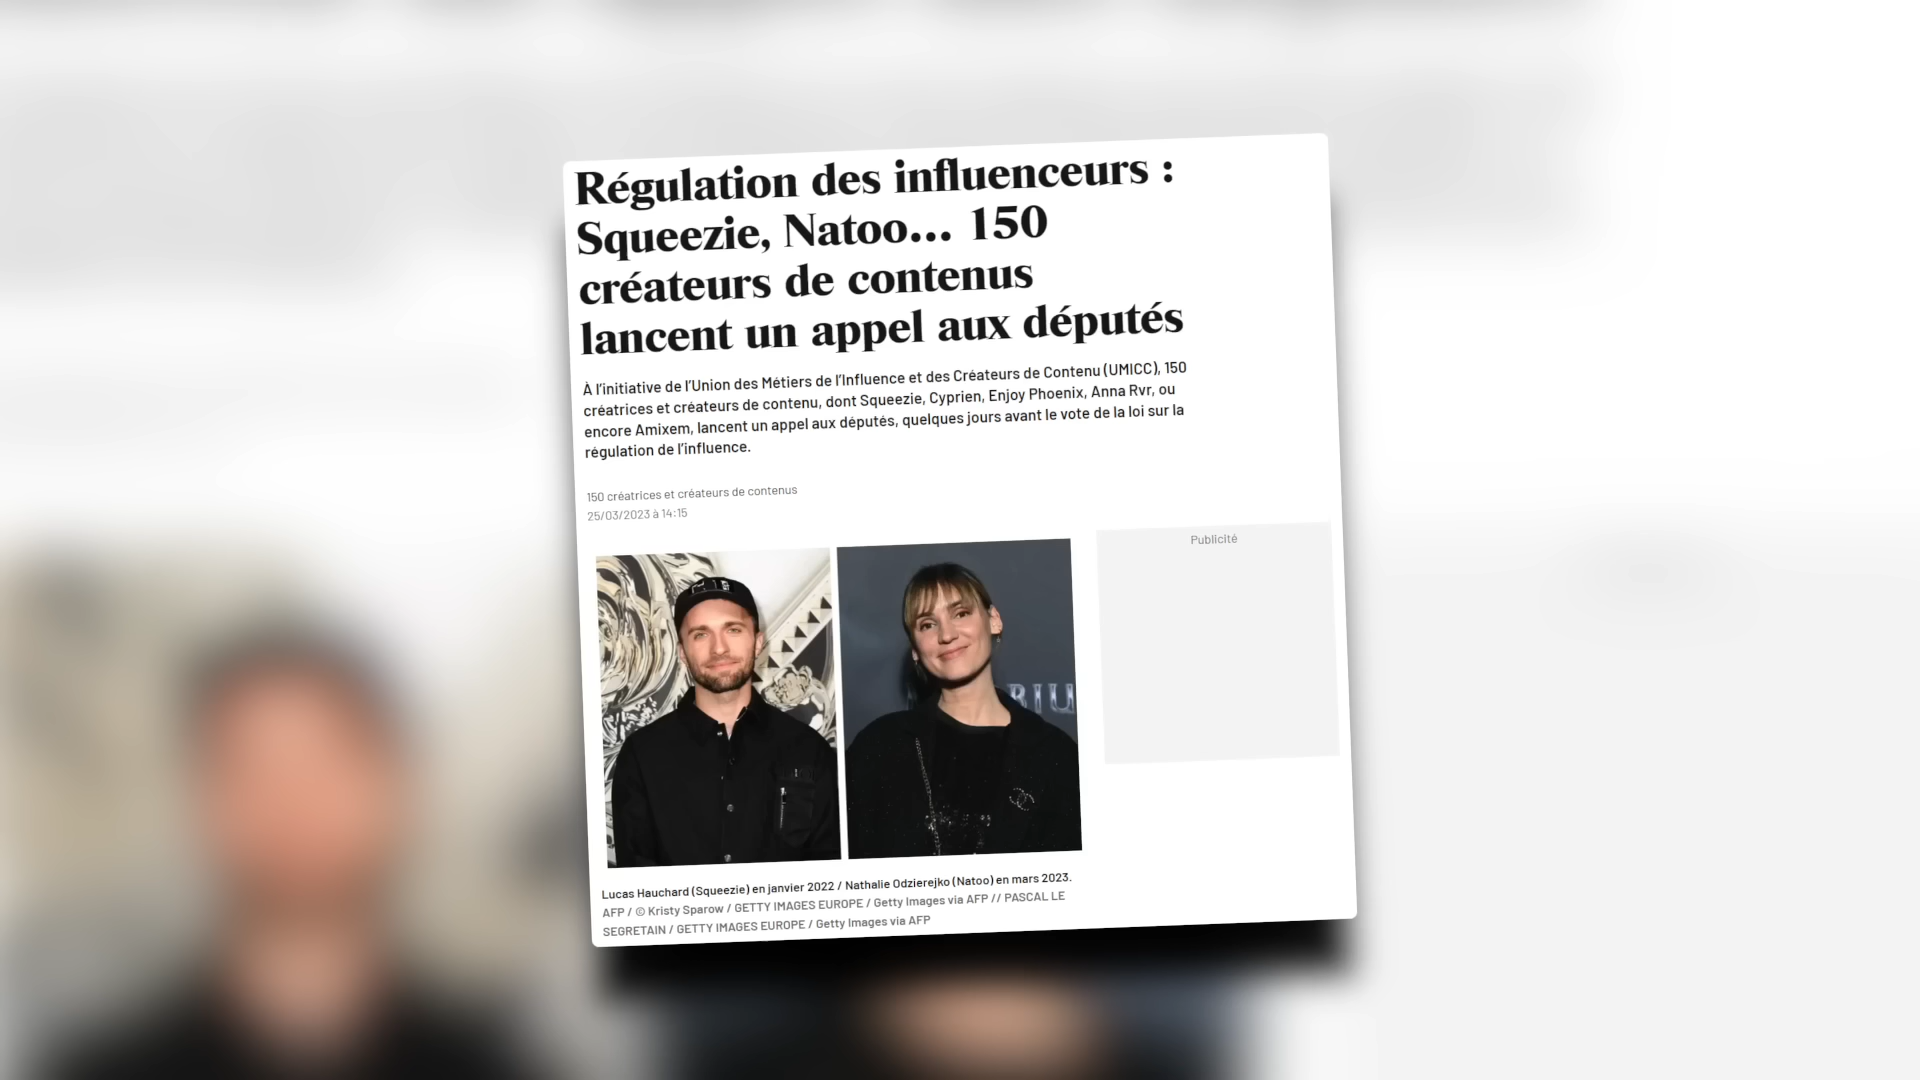 Régulation des influenceurs :
Squeezie, Natoo... 150
créateurs de contenus
lancent un appel aux députés
À l'initiative de l'Union des Métiers de l'Influence et des Créateurs de Contenu (UMICC), 150
créatrices et créateurs de contenu, dont Squeezie, Cyprien, Enjoy Phoenix, Anna Rvr, ou
encore Amixem, lancent un appel aux députés, quelques jours avant le vote de la loi sur la
régulation de l'influence.
150 créatrices et créateurs de contenus
25/03/2023 à 14:15
Publicité
BIU
Lucas Hauchard (Squeezie) en janvier 2022 / Nathalie Odzierejko (Natoo) en mars 2023.
AFP / © Kristy Sparow / GETTY IMAGES EUROPE / Getty Images via AFP // PASCAL LE
SEGRETAIN / GETTY IMAGES EUROPE / Getty Images via AFP